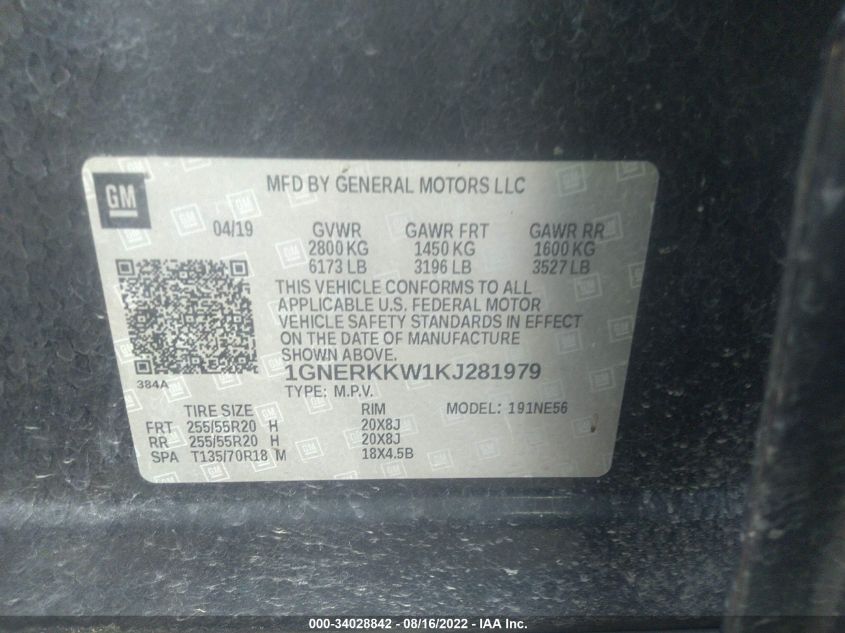 GM
MFD BY GENERAL MOTORS LLC
04/19 GVWR GAWR FRT GAWR RR
2800 KG 1450 KG 1600 KG
6173 LB 3196 LB 3527 LB
THIS VEHICLE CONFORMS TO ALL
APPLICABLE U.S. FEDERAL MOTOR
VEHICLE SAFETY STANDARDS IN EFFECT
ON THE DATE OF MANUFACTURE
SHOWN ABOVE.
1GNERKKW1KJ281979
384A
TYPE: M.P.V.
TIRE SIZE RIM MODEL: 191NE56
FRT 255/55R20 H 20X8J
RR 255/55R20 H 20X8J
SPA T135/70R18 M 18X4.5B
000-34028842 - 08/16/2022 - IAA Inc.